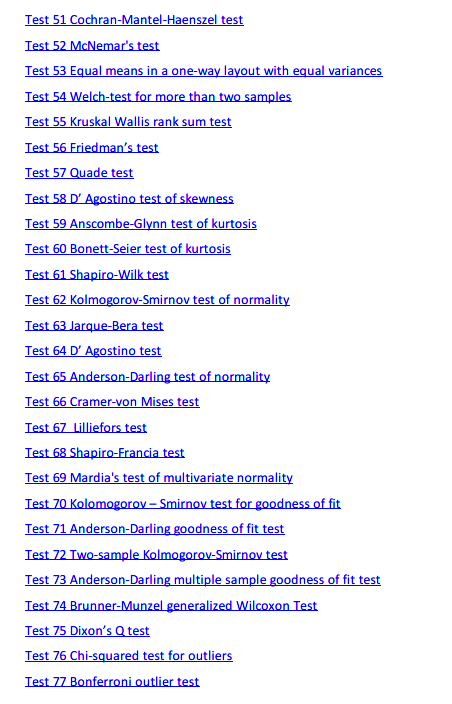 Test 51 Cochran-Mantel-Haenszel test
Test 52 McNemar's test
Test 53 Equal means in a one-way layout with equal variances
Test 54 Welch-test for more than two samples
Test 55 Kruskal Wallis rank sum test
Test 56 Friedman’s test
Test 57 Quade test
Test 58 D’ Agostino test of skewness
Test 59 Anscombe-Glynn test of kurtosis
Test 60 Bonett-Seier test of kurtosis
Test 61 Shapiro-Wilk test
Test 62 Kolmogorov-Smirnov test of normality
Test 63 Jarque-Bera test
Test 64 D’ Agostino test
Test 65 Anderson-Darling test of normality
Test 66 Cramer-von Mises test
Test 67  Lilliefors test
Test 68 Shapiro-Francia test
Test 69 Mardia's test of multivariate normality
Test 70 Kolomogorov – Smirnov test for goodness of fit
Test 71 Anderson-Darling goodness of fit test
Test 72 Two-sample Kolmogorov-Smirnov test
Test 73 Anderson-Darling multiple sample goodness of fit test
Test 74 Brunner-Munzel generalized Wilcoxon Test
Test 75 Dixon’s Q test
Test 76 Chi-squared test for outliers
Test 77 Bonferroni outlier test